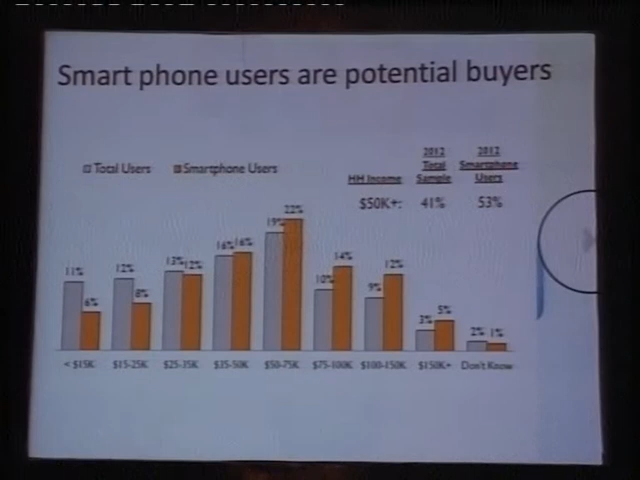 Smart phone users are potential buyers
Total Users
Smartphone Users
2012 Total Sample
2012 Smartphone Users
HH Income
$50K+: 41% 53%
11% 6% 12% 8% 13% 12% 16% 16% 19% 22% 10% 14% 9% 12% 3% 5% 2% 1%
< $15K $15-25K $25-35K $35-50K $50-75K $75-100K $100-150K $150K+ Don't Know